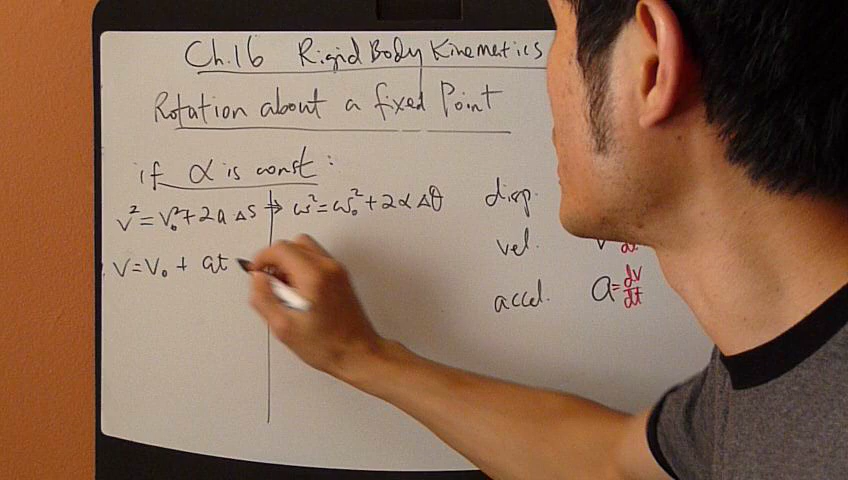 Ch.16 Rigid Body Kinematics
Rotation about a fixed Point
if α is const:
v²=v₀²+2a Δs → ω²=ω₀²+2α Δθ
v=v₀ + at
disp.
vel. v
accel. a=dv/dt